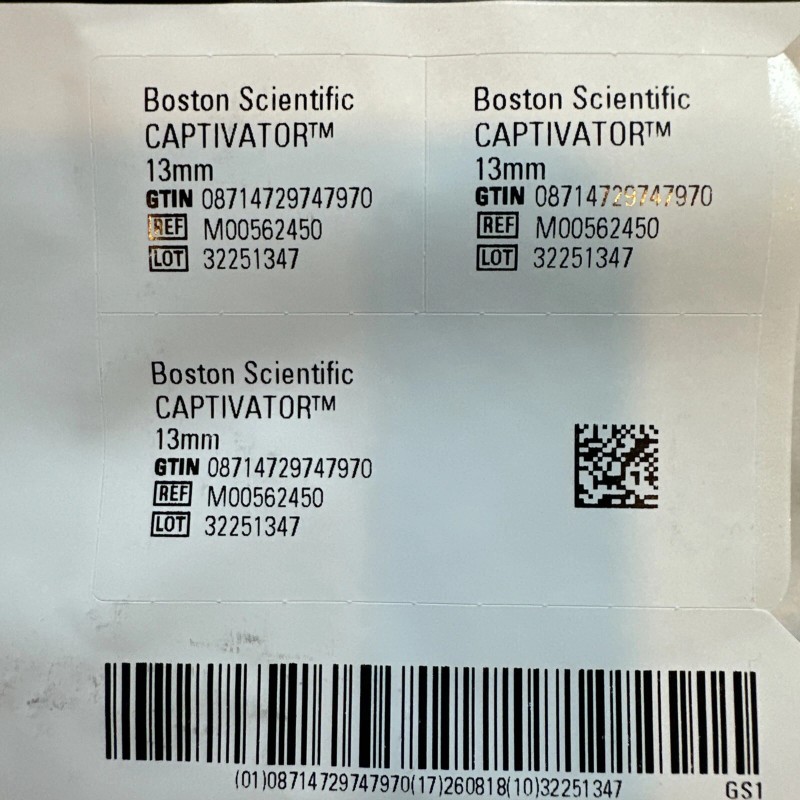 Boston Scientific
CAPTIVATOR™
13mm
GTIN 08714729747970
REF M00562450
LOT 32251347
Boston Scientific
CAPTIVATOR™
13mm
GTIN 08714729747970
REF M00562450
LOT 32251347
Boston Scientific
CAPTIVATOR™
13mm
GTIN 08714729747970
REF M00562450
LOT 32251347
(01)08714729747970(17)260818(10)32251347
GS1